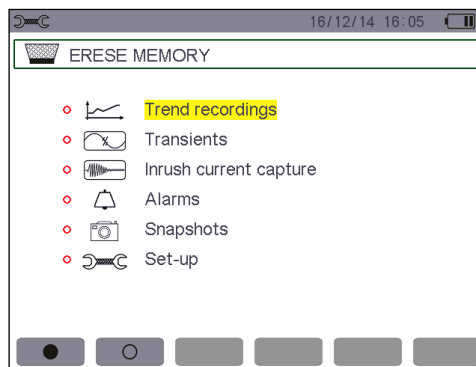 16/12/14 16:05
ERESE MEMORY
Trend recordings
Transients
Inrush current capture
Alarms
Snapshots
Set-up